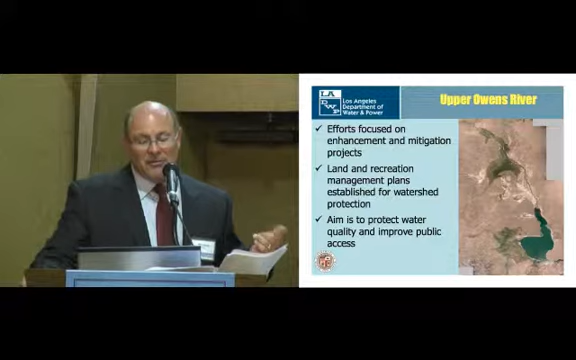 LA
DWP
Los Angeles
Department of
Water & Power
Upper Owens River
✓ Efforts focused on
enhancement and mitigation
projects
✓ Land and recreation
management plans
established for watershed
protection
✓ Aim is to protect water
quality and improve public
access